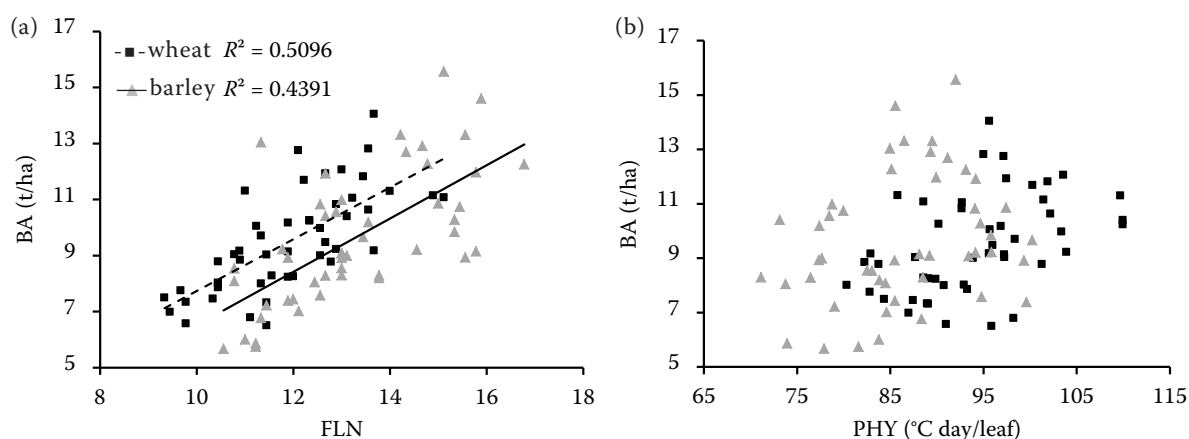 (a)
17
15
13
11
9
7
5
BA (t/ha)
wheat R² = 0.5096
barley R² = 0.4391
8 10 12 14 16 18
FLN
(b)
17
15
13
11
9
7
5
BA (t/ha)
65 75 85 95 105 115
PHY (°C day/leaf)